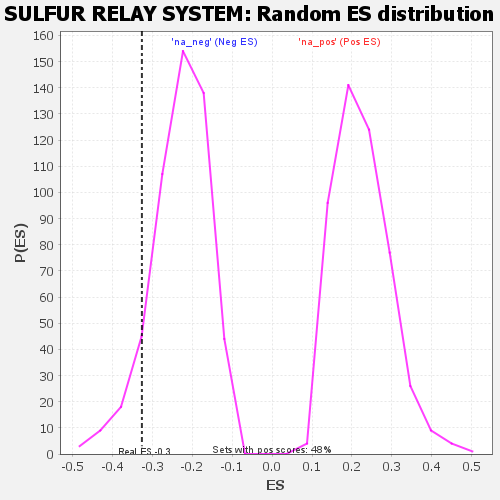 SULFUR RELAY SYSTEM: Random ES distribution
'na_neg' (Neg ES)
'na_pos' (Pos ES)
P(ES)
160
150
140
130
120
110
100
90
80
70
60
50
40
30
20
10
0
Real ES -0.3
Sets with pos scores: 48%
-0.5 -0.4 -0.3 -0.2 -0.1 0.0 0.1 0.2 0.3 0.4 0.5
ES